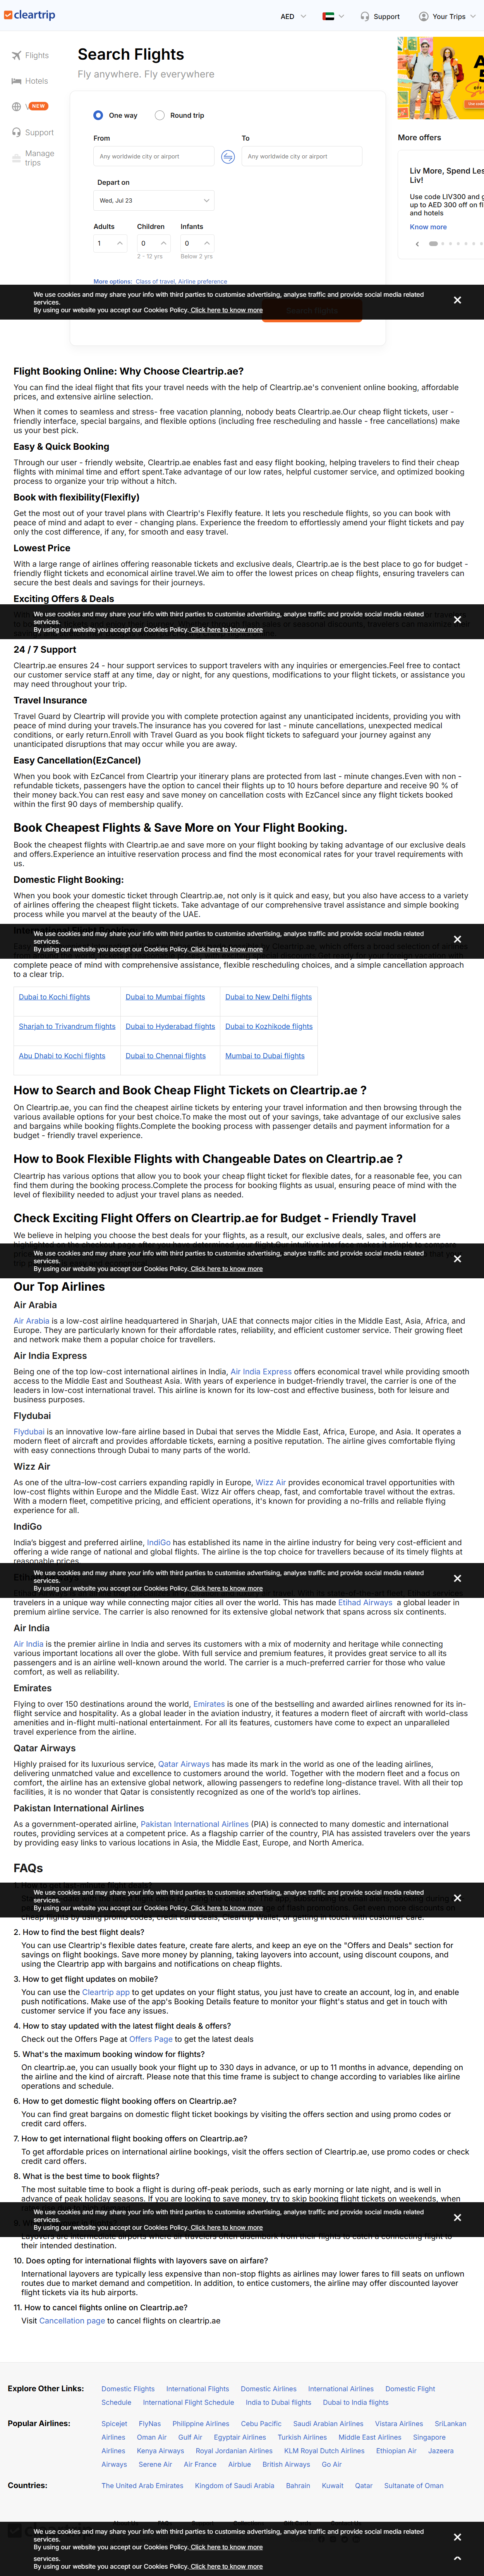 cleartrip
AED
Support
Your Trips
Flights
Hotels
NEW
Support
Manage
trips
Search Flights
Fly anywhere. Fly everywhere
One way
Round trip
From
To
Any worldwide city or airport
Any worldwide city or airport
Depart on
Wed, Jul 23
Adults
Children
Infants
1
0
0
2 - 12 yrs
Below 2 yrs
More options: Class of travel, Airline preference
More offers
Liv More, Spend Les
Liv!
Use code LIV300 and g
up to AED 300 off on fl
and hotels
Know more
We use cookies and may share your info with third parties to customise advertising, analyse traffic and provide social media related
services.
By using our website you accept our Cookies Policy. Click here to know more
Flight Booking Online: Why Choose Cleartrip.ae?
You can find the ideal flight that fits your travel needs with the help of Cleartrip.ae's convenient online booking, affordable
prices, and extensive airline selection.
When it comes to seamless and stress- free vacation planning, nobody beats Cleartrip.ae.Our cheap flight tickets, user -
friendly interface, special bargains, and flexible options (including free rescheduling and hassle - free cancellations) make
us your best pick.
Easy & Quick Booking
Through our user - friendly website, Cleartrip.ae enables fast and easy flight booking, helping travelers to find their cheap
flights with minimal time and effort spent.Take advantage of our low rates, helpful customer service, and optimized booking
process to organize your trip without a hitch.
Book with flexibility(Flexifly)
Get the most out of your travel plans with Cleartrip's Flexifly feature. It lets you reschedule flights, so you can book with
peace of mind and adapt to ever - changing plans. Experience the freedom to effortlessly amend your flight tickets and pay
only the cost difference, if any, for smooth and easy travel.
Lowest Price
With a large range of airlines offering reasonable tickets and exclusive deals, Cleartrip.ae is the best place to go for budget -
friendly flight tickets and economical airline travel.We aim to offer the lowest prices on cheap flights, ensuring travelers can
secure the best deals and savings for their journeys.
Exciting Offers & Deals
We use cookies and may share your info with third parties to customise advertising, analyse traffic and provide social media related
services.
By using our website you accept our Cookies Policy. Click here to know more
24 / 7 Support
Cleartrip.ae ensures 24 - hour support services to support travelers with any inquiries or emergencies.Feel free to contact
our customer service staff at any time, day or night, for any questions, modifications to your flight tickets, or assistance you
may need throughout your trip.
Travel Insurance
Travel Guard by Cleartrip will provide you with complete protection against any unanticipated incidents, providing you with
peace of mind during your travels.The insurance has you covered for last - minute cancellations, unexpected medical
conditions, or early return.Enroll with Travel Guard as you book flight tickets to safeguard your journey against any
unanticipated disruptions that may occur while you are away.
Easy Cancellation(EzCancel)
When you book with EzCancel from Cleartrip your itinerary plans are protected from last - minute changes.Even with non -
refundable tickets, passengers have the option to cancel their flights up to 10 hours before departure and receive 90 % of
their money back.You can rest easy and save money on cancellation costs with EzCancel since any flight tickets booked
within the first 90 days of membership qualify.
Book Cheapest Flights & Save More on Your Flight Booking.
Book the cheapest flights with Cleartrip.ae and save more on your flight booking by taking advantage of our exclusive deals
and offers.Experience an intuitive reservation process and find the most economical rates for your travel requirements with
us.
Domestic Flight Booking:
When you book your domestic ticket through Cleartrip.ae, not only is it quick and easy, but you also have access to a variety
of airlines offering the cheapest flight tickets. Take advantage of our comprehensive travel assistance and simple booking
process while you marvel at the beauty of the UAE.
We use cookies and may share your info with third parties to customise advertising, analyse traffic and provide social media related
services.
By using our website you accept our Cookies Policy. Click here to know more
complete peace of mind with comprehensive assistance, flexible rescheduling choices, and a simple cancellation approach
to a clear trip.
Dubai to Kochi flights
Dubai to Mumbai flights
Dubai to New Delhi flights
Sharjah to Trivandrum flights
Dubai to Hyderabad flights
Dubai to Kozhikode flights
Abu Dhabi to Kochi flights
Dubai to Chennai flights
Mumbai to Dubai flights
How to Search and Book Cheap Flight Tickets on Cleartrip.ae ?
On Cleartrip.ae, you can find the cheapest airline tickets by entering your travel information and then browsing through the
various available options for your best choice.To make the most out of your savings, take advantage of our exclusive sales
and bargains while booking flights.Complete the booking process with passenger details and payment information for a
budget - friendly travel experience.
How to Book Flexible Flights with Changeable Dates on Cleartrip.ae ?
Cleartrip has various options that allow you to book your cheap flight ticket for flexible dates, for a reasonable fee, you can
find them during the booking process.Complete the process for booking flights as usual, ensuring peace of mind with the
level of flexibility needed to adjust your travel plans as needed.
Check Exciting Flight Offers on Cleartrip.ae for Budget - Friendly Travel
We believe in helping you choose the best deals for your flights, as a result, our exclusive deals, sales, and offers are
We use cookies and may share your info with third parties to customise advertising, analyse traffic and provide social media related
services.
By using our website you accept our Cookies Policy. Click here to know more
Our Top Airlines
Air Arabia
Air Arabia is a low-cost airline headquartered in Sharjah, UAE that connects major cities in the Middle East, Asia, Africa, and
Europe. They are particularly known for their affordable rates, reliability, and efficient customer service. Their growing fleet
and network make them a popular choice for travellers.
Air India Express
Being one of the top low-cost international airlines in India, Air India Express offers economical travel while providing smooth
access to the Middle East and Southeast Asia. With years of experience in budget-friendly travel, the carrier is one of the
leaders in low-cost international travel. This airline is known for its low-cost and effective business, both for leisure and
business purposes.
Flydubai
Flydubai is an innovative low-fare airline based in Dubai that serves the Middle East, Africa, Europe, and Asia. It operates a
modern fleet of aircraft and provides affordable tickets, earning a positive reputation. The airline gives comfortable flying
with easy connections through Dubai to many parts of the world.
Wizz Air
As one of the ultra-low-cost carriers expanding rapidly in Europe, Wizz Air provides economical travel opportunities with
low-cost flights within Europe and the Middle East. Wizz Air offers cheap, fast, and comfortable travel without the extras.
With a modern fleet, competitive pricing, and efficient operations, it's known for providing a no-frills and reliable flying
experience for all.
IndiGo
India's biggest and preferred airline, IndiGo has established its name in the airline industry for being very cost-efficient and
offering a wide range of national and global flights. The airline is the top choice for travellers because of its timely flights at
reasonable prices.
We use cookies and may share your info with third parties to customise advertising, analyse traffic and provide social media related
services.
By using our website you accept our Cookies Policy. Click here to know more
travelers in a unique way while connecting major cities all over the world. This has made Etihad Airways a global leader in
premium airline service. The carrier is also renowned for its extensive global network that spans across six continents.
Air India
Air India is the premier airline in India and serves its customers with a mix of modernity and heritage while connecting
various important locations all over the globe. With full service and premium features, it provides great service to all its
passengers and is an airline well-known around the world. The carrier is a much-preferred carrier for those who value
comfort, as well as reliability.
Emirates
Flying to over 150 destinations around the world, Emirates is one of the bestselling and awarded airlines renowned for its in-
flight service and hospitality. As a global leader in the aviation industry, it features a modern fleet of aircraft with world-class
amenities and in-flight multi-national entertainment. For all its features, customers have come to expect an unparalleled
travel experience from the airline.
Qatar Airways
Highly praised for its luxurious service, Qatar Airways has made its mark in the world as one of the leading airlines,
delivering unmatched value and excellence to customers around the world. Together with the modern fleet and a focus on
comfort, the airline has an extensive global network, allowing passengers to redefine long-distance travel. With all their top
facilities, it is no wonder that Qatar is consistently recognized as one of the world's top airlines.
Pakistan International Airlines
As a government-operated airline, Pakistan International Airlines (PIA) is connected to many domestic and international
routes, providing services at a competent price. As a flagship carrier of the country, PIA has assisted travelers over the years
by providing easy links to various locations in Asia, the Middle East, Europe, and North America.
FAQs
We use cookies and may share your info with third parties to customise advertising, analyse traffic and provide social media related
services.
By using our website you accept our Cookies Policy. Click here to know more
cheap flights by using promo codes, credit card deals, Cleartrip Wallet, or getting in touch with customer care.
2. How to find the best flight deals?
You can use Cleartrip's flexible dates feature, create fare alerts, and keep an eye on the "Offers and Deals" section for
savings on flight bookings. Save more money by planning, taking layovers into account, using discount coupons, and
using the Cleartrip app with bargains and notifications on cheap flights.
3. How to get flight updates on mobile?
You can use the Cleartrip app to get updates on your flight status, you just have to create an account, log in, and enable
push notifications. Make use of the app's Booking Details feature to monitor your flight's status and get in touch with
customer service if you face any issues.
4. How to stay updated with the latest flight deals & offers?
Check out the Offers Page at Offers Page to get the latest deals
5. What's the maximum booking window for flights?
On cleartrip.ae, you can usually book your flight up to 330 days in advance, or up to 11 months in advance, depending on
the airline and the kind of aircraft. Please note that this time frame is subject to change according to variables like airline
operations and schedule.
6. How to get domestic flight booking offers on Cleartrip.ae?
You can find great bargains on domestic flight ticket bookings by visiting the offers section and using promo codes or
credit card offers.
7. How to get international flight booking offers on Cleartrip.ae?
To get affordable prices on international airline bookings, visit the offers section of Cleartrip.ae, use promo codes or check
credit card offers.
8. What is the best time to book flights?
The most suitable time to book a flight is during off-peak periods, such as early morning or late night, and is well in
advance of peak holiday seasons. If you are looking to save money, try to skip booking flight tickets on weekends, when
We use cookies and may share your info with third parties to customise advertising, analyse traffic and provide social media related
services.
By using our website you accept our Cookies Policy. Click here to know more
their intended destination.
10. Does opting for international flights with layovers save on airfare?
International layovers are typically less expensive than non-stop flights as airlines may lower fares to fill seats on unflown
routes due to market demand and competition. In addition, to entice customers, the airline may offer discounted layover
flight tickets via its hub airports.
11. How to cancel flights online on Cleartrip.ae?
Visit Cancellation page to cancel flights on cleartrip.ae
Explore Other Links:
Domestic Flights International Flights Domestic Airlines International Airlines Domestic Flight
Schedule International Flight Schedule India to Dubai flights Dubai to India flights
Popular Airlines:
Spicejet FlyNas Philippine Airlines Cebu Pacific Saudi Arabian Airlines Vistara Airlines SriLankan
Airlines Oman Air Gulf Air Egyptair Airlines Turkish Airlines Middle East Airlines Singapore
Airlines Kenya Airways Royal Jordanian Airlines KLM Royal Dutch Airlines Ethiopian Air Jazeera
Airways Serene Air Air France Airblue British Airways Go Air
Countries:
The United Arab Emirates Kingdom of Saudi Arabia Bahrain Kuwait Qatar Sultanate of Oman
We use cookies and may share your info with third parties to customise advertising, analyse traffic and provide social media related
services.
By using our website you accept our Cookies Policy. Click here to know more
services.
By using our website you accept our Cookies Policy. Click here to know more